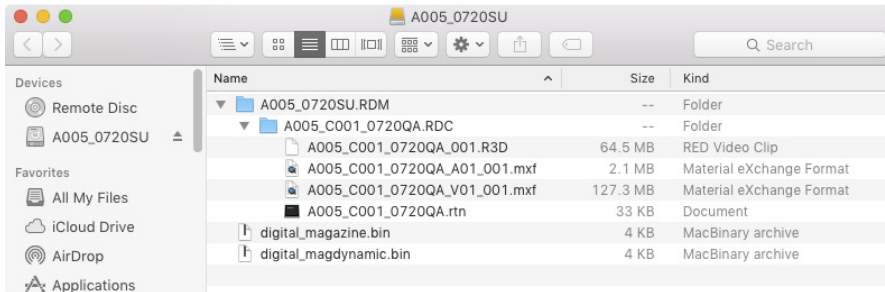 A005_0720SU
Search
Devices
Remote Disc
A005_0720SU
Favorites
All My Files
iCloud Drive
AirDrop
Applications
Name Size Kind
A005_0720SU.RDM -- Folder
A005_C001_0720QA.RDC -- Folder
A005_C001_0720QA_001.R3D 64.5 MB RED Video Clip
A005_C001_0720QA_A01_001.mxf 2.1 MB Material eXchange Format
A005_C001_0720QA_V01_001.mxf 127.3 MB Material eXchange Format
A005_C001_0720QA.rtn 33 KB Document
digital_magazine.bin 4 KB MacBinary archive
digital_magdynamic.bin 4 KB MacBinary archive